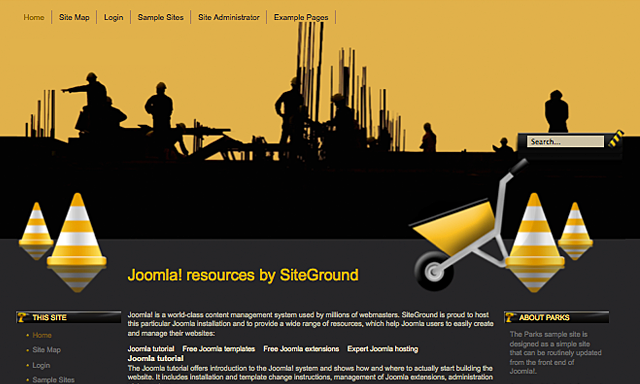 Home Site Map Login Sample Sites Site Administrator Example Pages
Search...
Joomla! resources by SiteGround
THIS SITE
Home
Site Map
Login
Sample Sites
Joomla! is a world-class content management system used by millions of webmasters. SiteGround is proud to host
this particular Joomla installation and to provide a wide range of resources, which help Joomla users to easily create
and manage their websites:
Joomla tutorial Free Joomla templates Free Joomla extensions Expert Joomla hosting
Joomla tutorial
The Joomla tutorial offers introduction to the Joomla! system and shows how and where to actually start building the
website. It includes installation and template change instructions, management of Joomla extensions, administration
ABOUT PARKS
The Parks sample site is
designed as a simple site
that can be routinely updated
from the front end of
Joomla!.